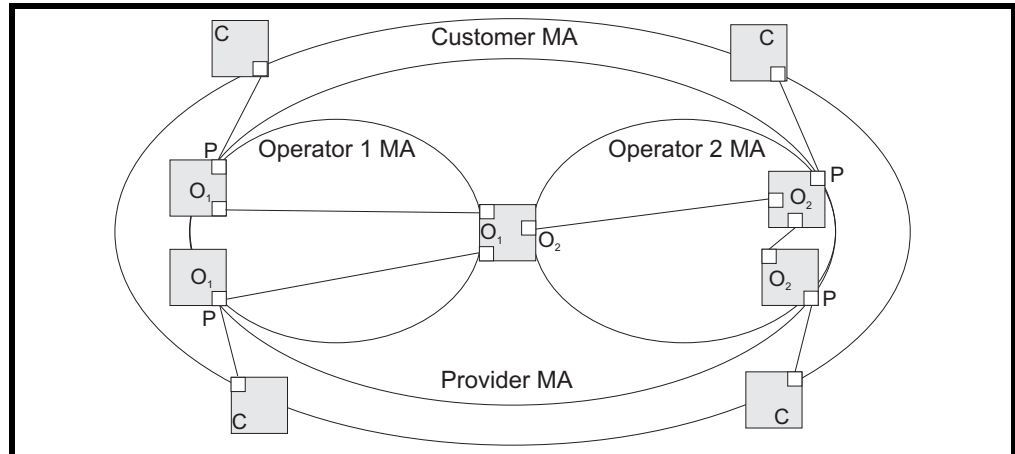 C
Customer MA
C
P
Operator 1 MA
Operator 2 MA
P
O₁
O₂
O₁
O₂
O₁
O₂
P
P
Provider MA
C
C